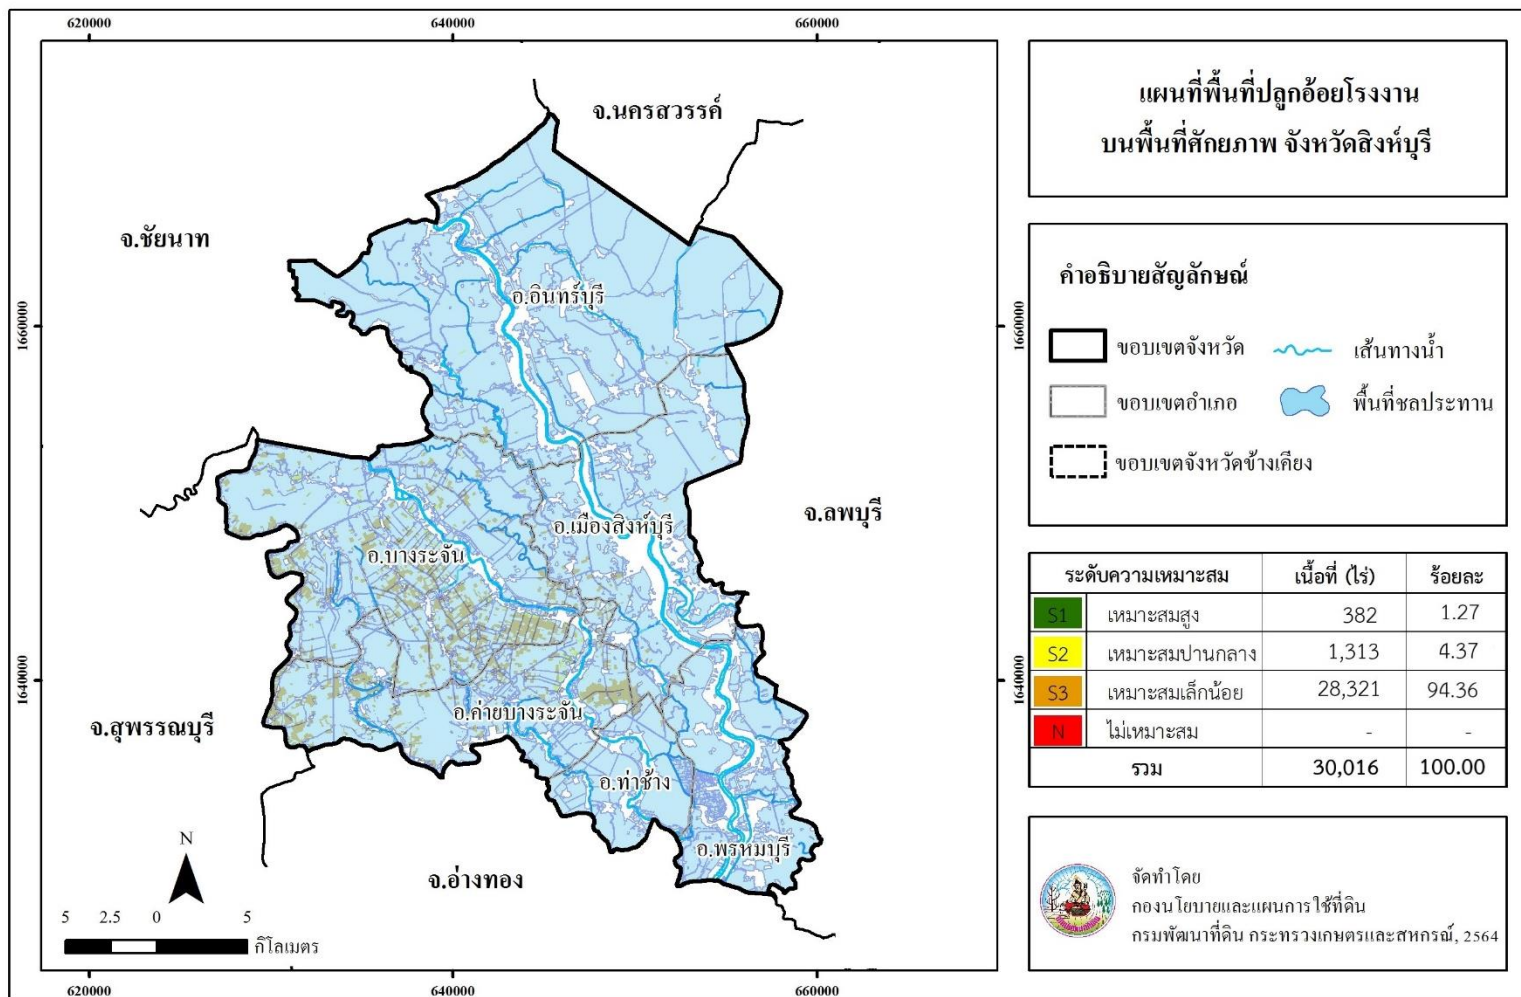 620000
640000
660000
แผนที่พื้นที่ปลูกอ้อยโรงงาน
บนพื้นที่ศักยภาพ จังหวัดสิงห์บุรี
จ.นครสวรรค์
จ.ชัยนาท
อ.อินทร์บุรี
1660000
1660000
คำอธิบายสัญลักษณ์
ขอบเขตจังหวัด
เส้นทางน้ำ
ขอบเขตอำเภอ
พื้นที่ชลประทาน
ขอบเขตจังหวัดข้างเคียง
จ.ลพบุรี
อ.เมืองสิงห์บุรี
อ.บางระจัน
ระดับความเหมาะสม เนื้อที่ (ไร่) ร้อยละ
S1 เหมาะสมสูง 382 1.27
S2 เหมาะสมปานกลาง 1,313 4.37
S3 เหมาะสมเล็กน้อย 28,321 94.36
N ไม่เหมาะสม - -
รวม 30,016 100.00
1640000
1640000
จ.สุพรรณบุรี
อ.ค่ายบางระจัน
อ.ท่าช้าง
อ.พรหมบุรี
จ.อ่างทอง
N
5 2.5 0 5
กิโลเมตร
จัดทำโดย
กองนโยบายและแผนการใช้ที่ดิน
กรมพัฒนาที่ดิน กระทรวงเกษตรและสหกรณ์, 2564
620000
640000
660000